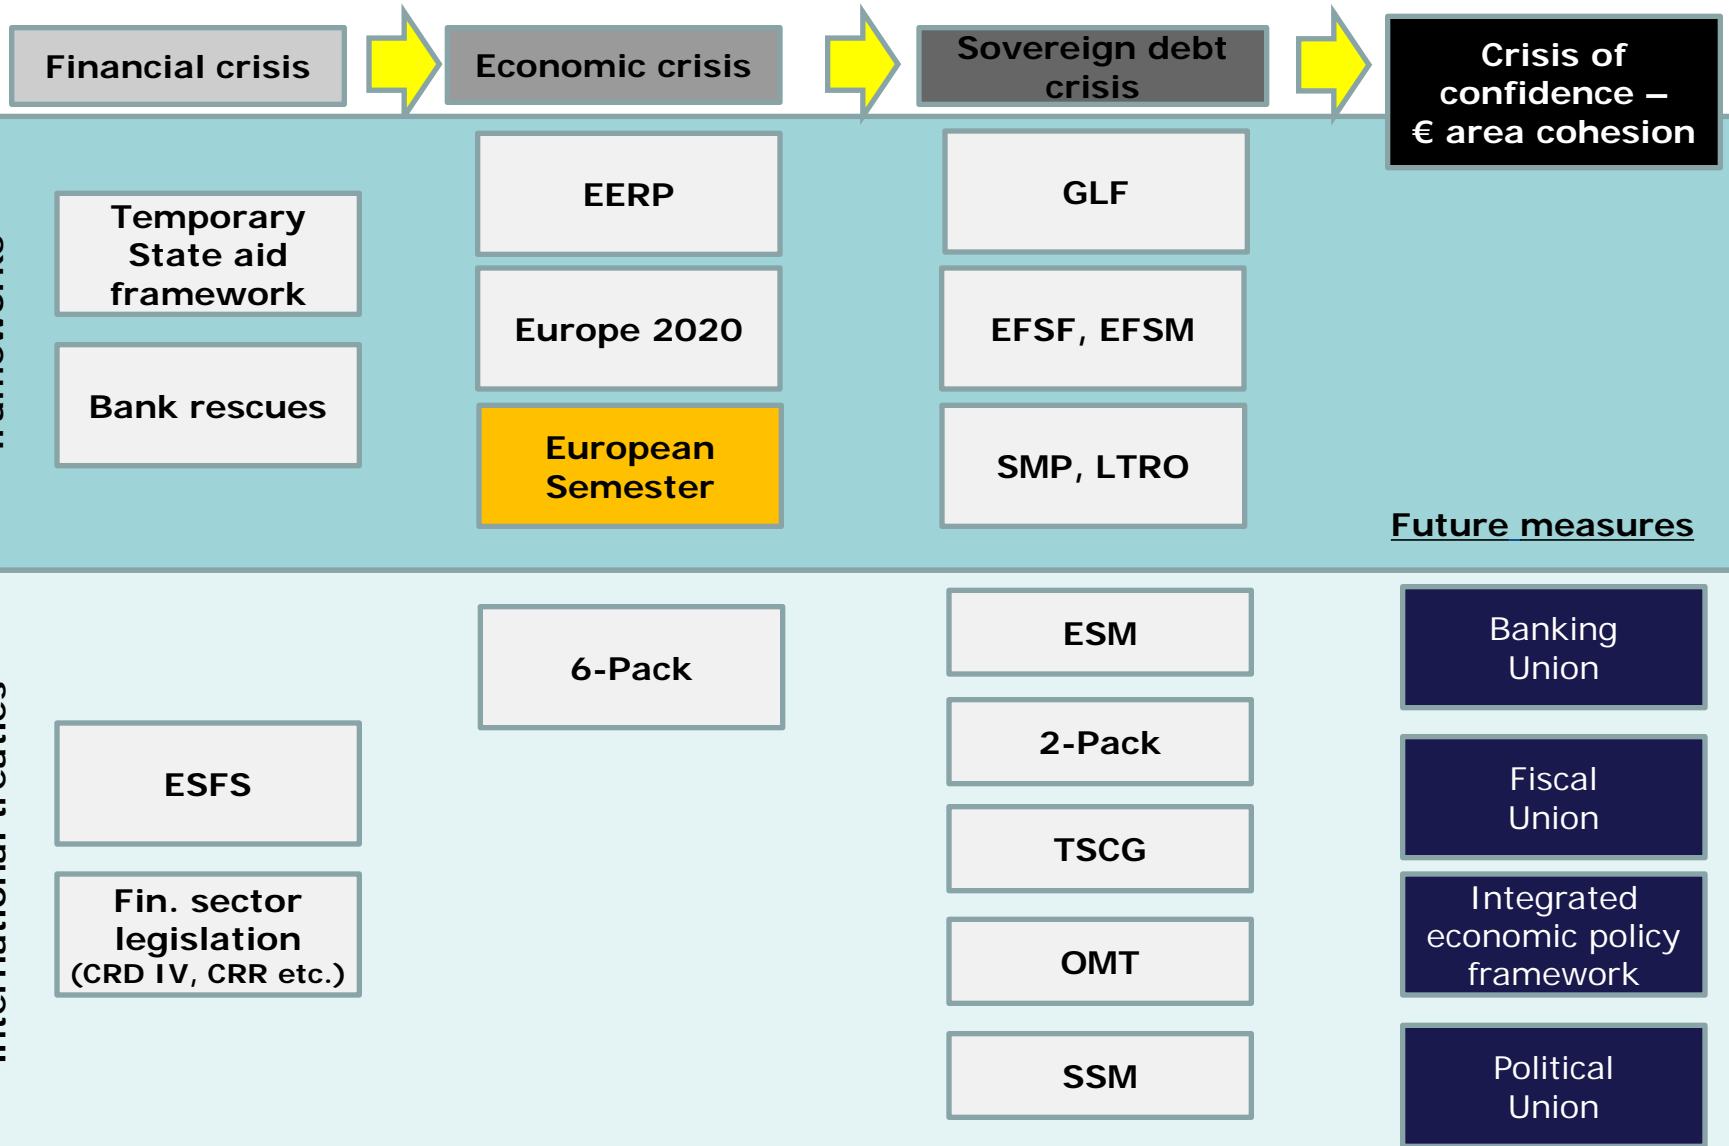 Financial crisis
Economic crisis
Sovereign debt
crisis
Crisis of
confidence –
€ area cohesion
Temporary
State aid
framework
Bank rescues
EERP
Europe 2020
European
Semester
GLF
EFSF, EFSM
SMP, LTRO
Future measures
ESFS
Fin. sector
legislation
(CRD IV, CRR etc.)
6-Pack
ESM
2-Pack
TSCG
OMT
SSM
Banking
Union
Fiscal
Union
Integrated
economic policy
framework
Political
Union